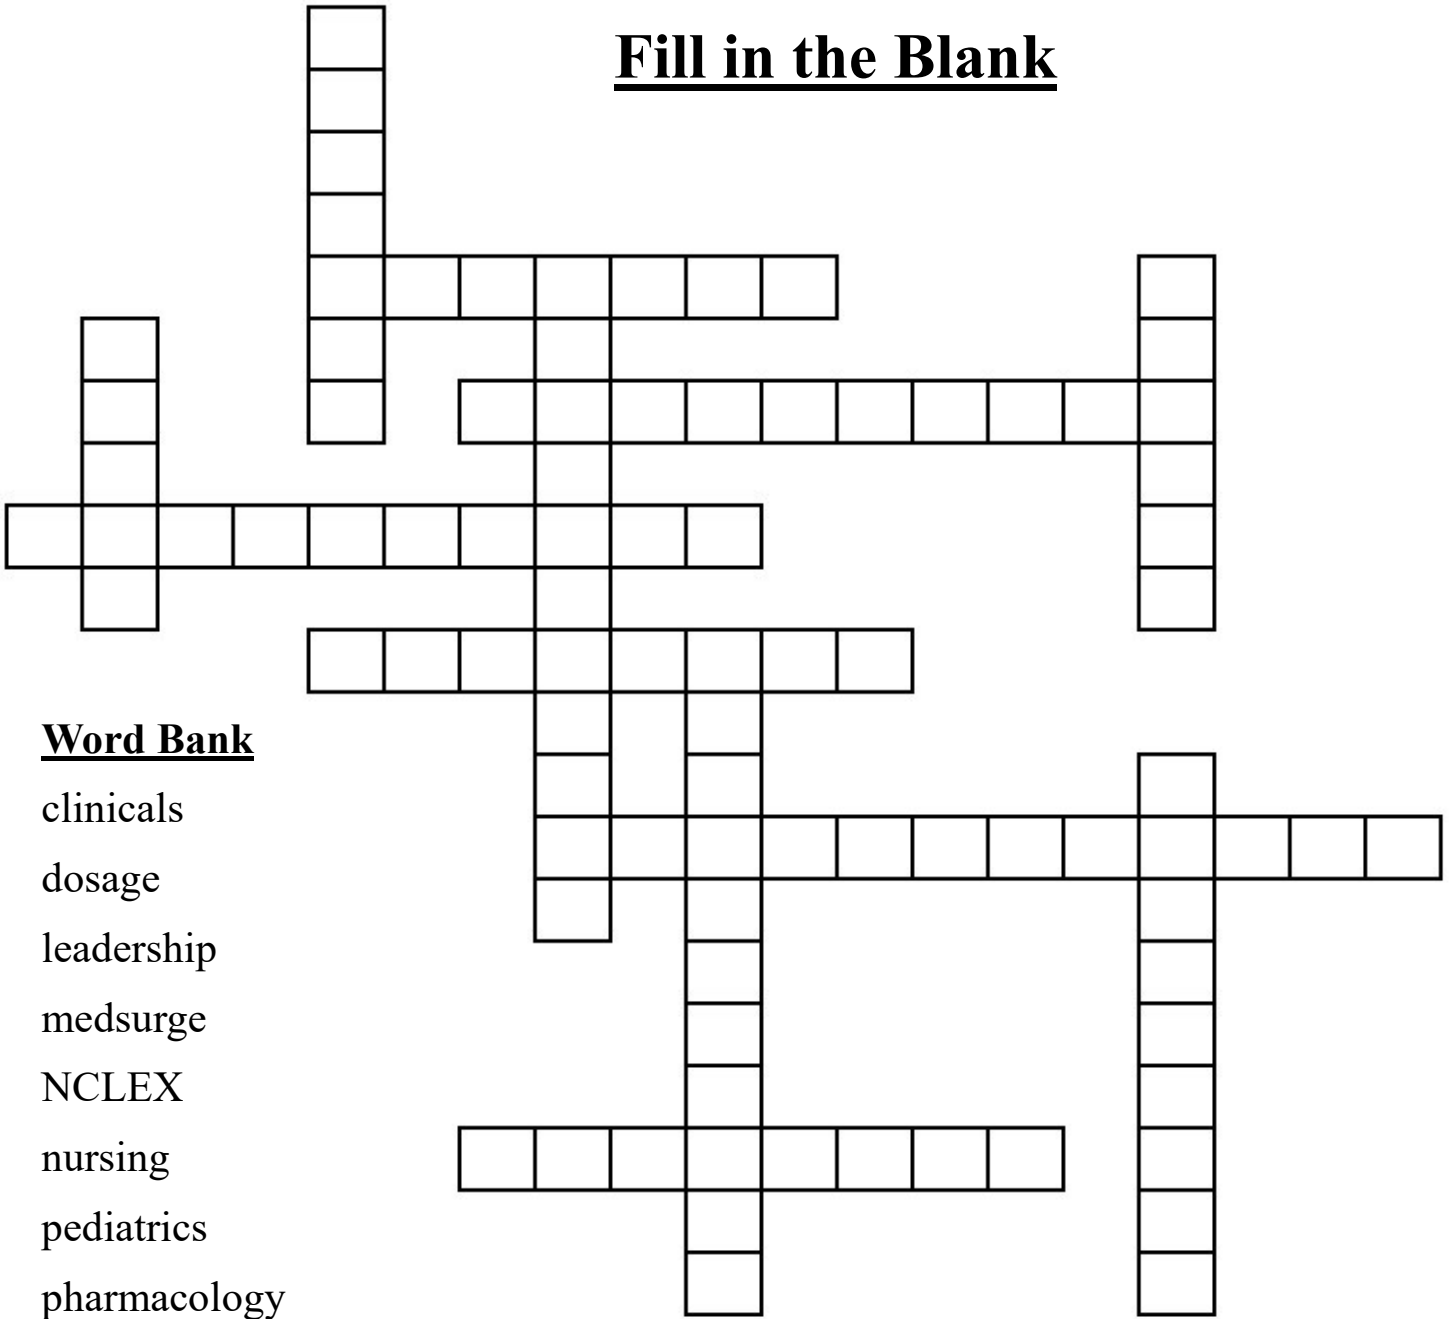 Fill in the Blank
Word Bank
clinicals
dosage
leadership
medsurge
NCLEX
nursing
pediatrics
pharmacology